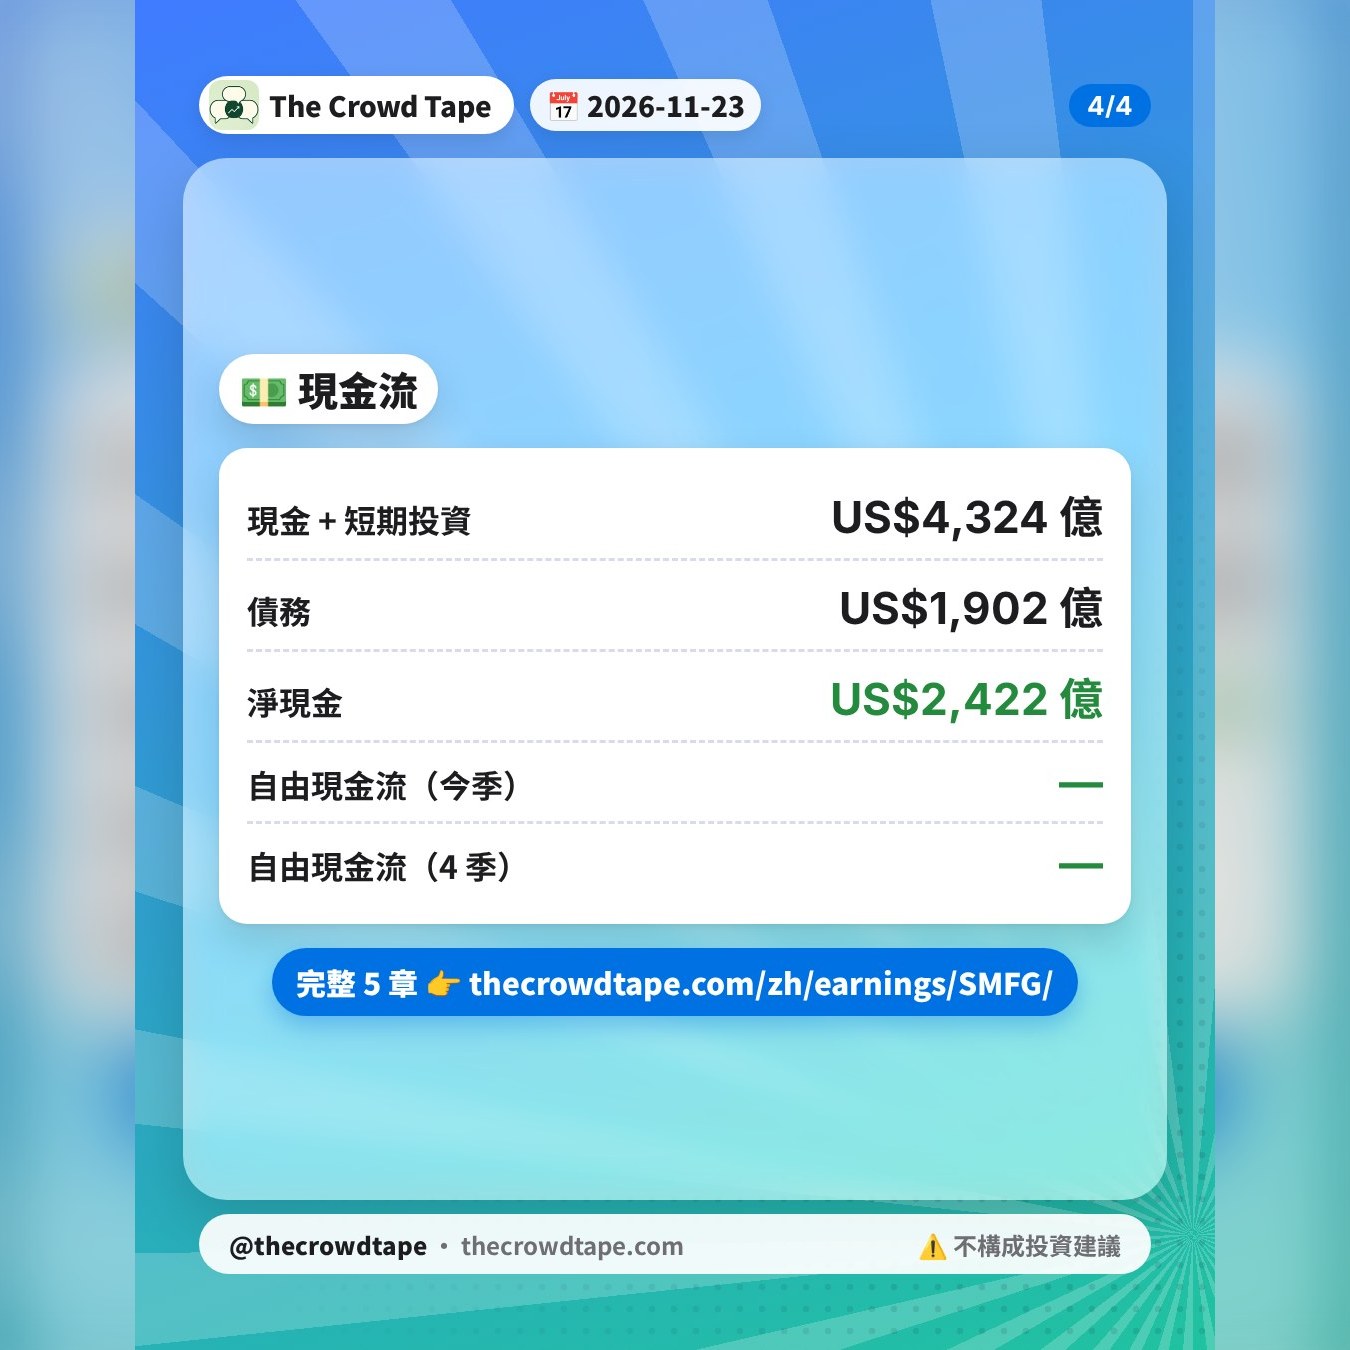 The Crowd Tape
2026-11-23
4/4
現金流
現金 + 短期投資 US$4,324 億
債務 US$1,902 億
淨現金 US$2,422 億
自由現金流（今季） —
自由現金流（4 季） —
完整 5 章 👉 thecrowdtape.com/zh/earnings/SMFG/
@thecrowdtape • thecrowdtape.com
⚠️ 不構成投資建議